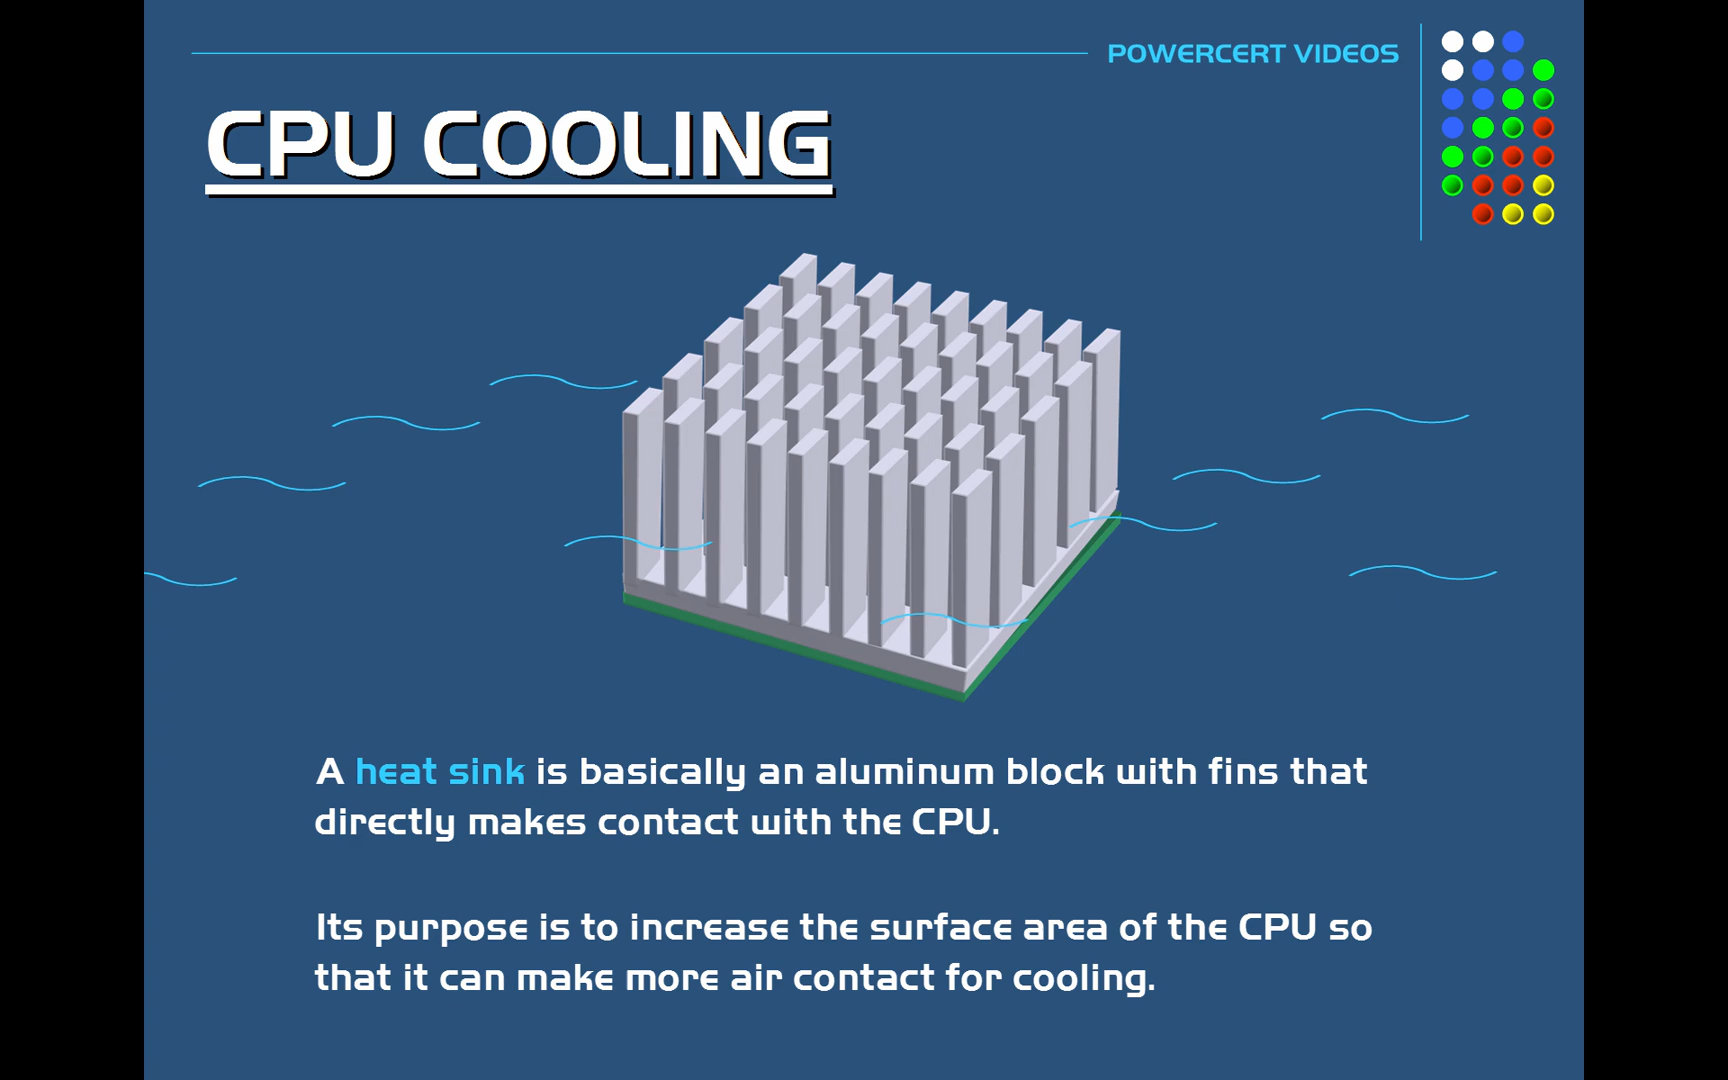 POWERCERT VIDEOS
CPU COOLING
A heat sink is basically an aluminum block with fins that
directly makes contact with the CPU.
Its purpose is to increase the surface area of the CPU so
that it can make more air contact for cooling.